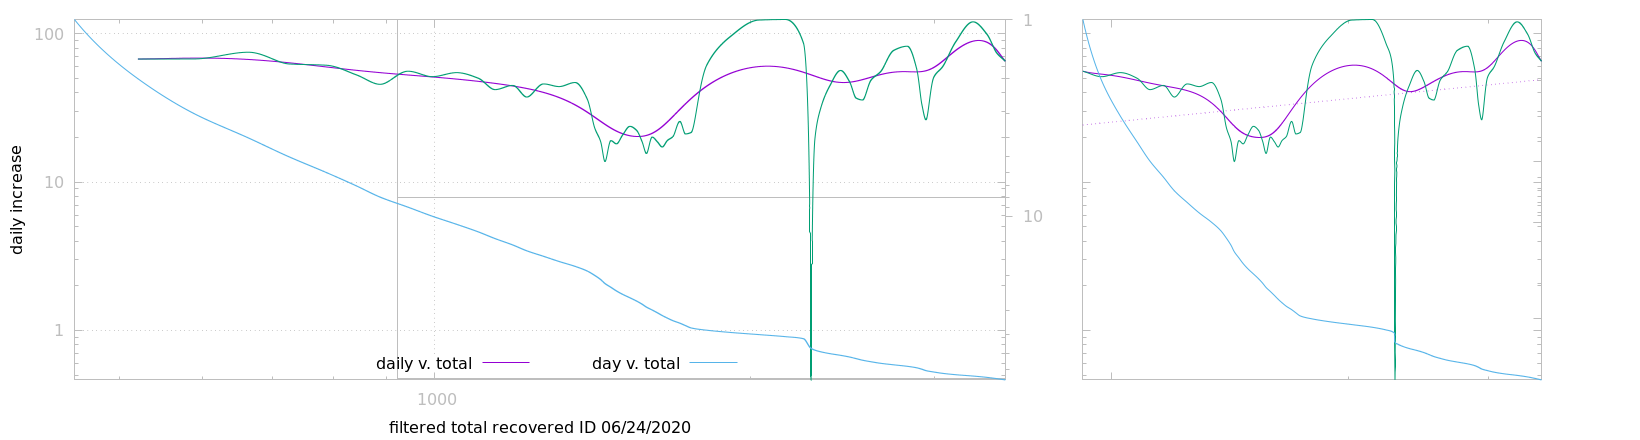 100
10
1
daily increase
1
10
daily v. total
day v. total
1000
filtered total recovered ID 06/24/2020